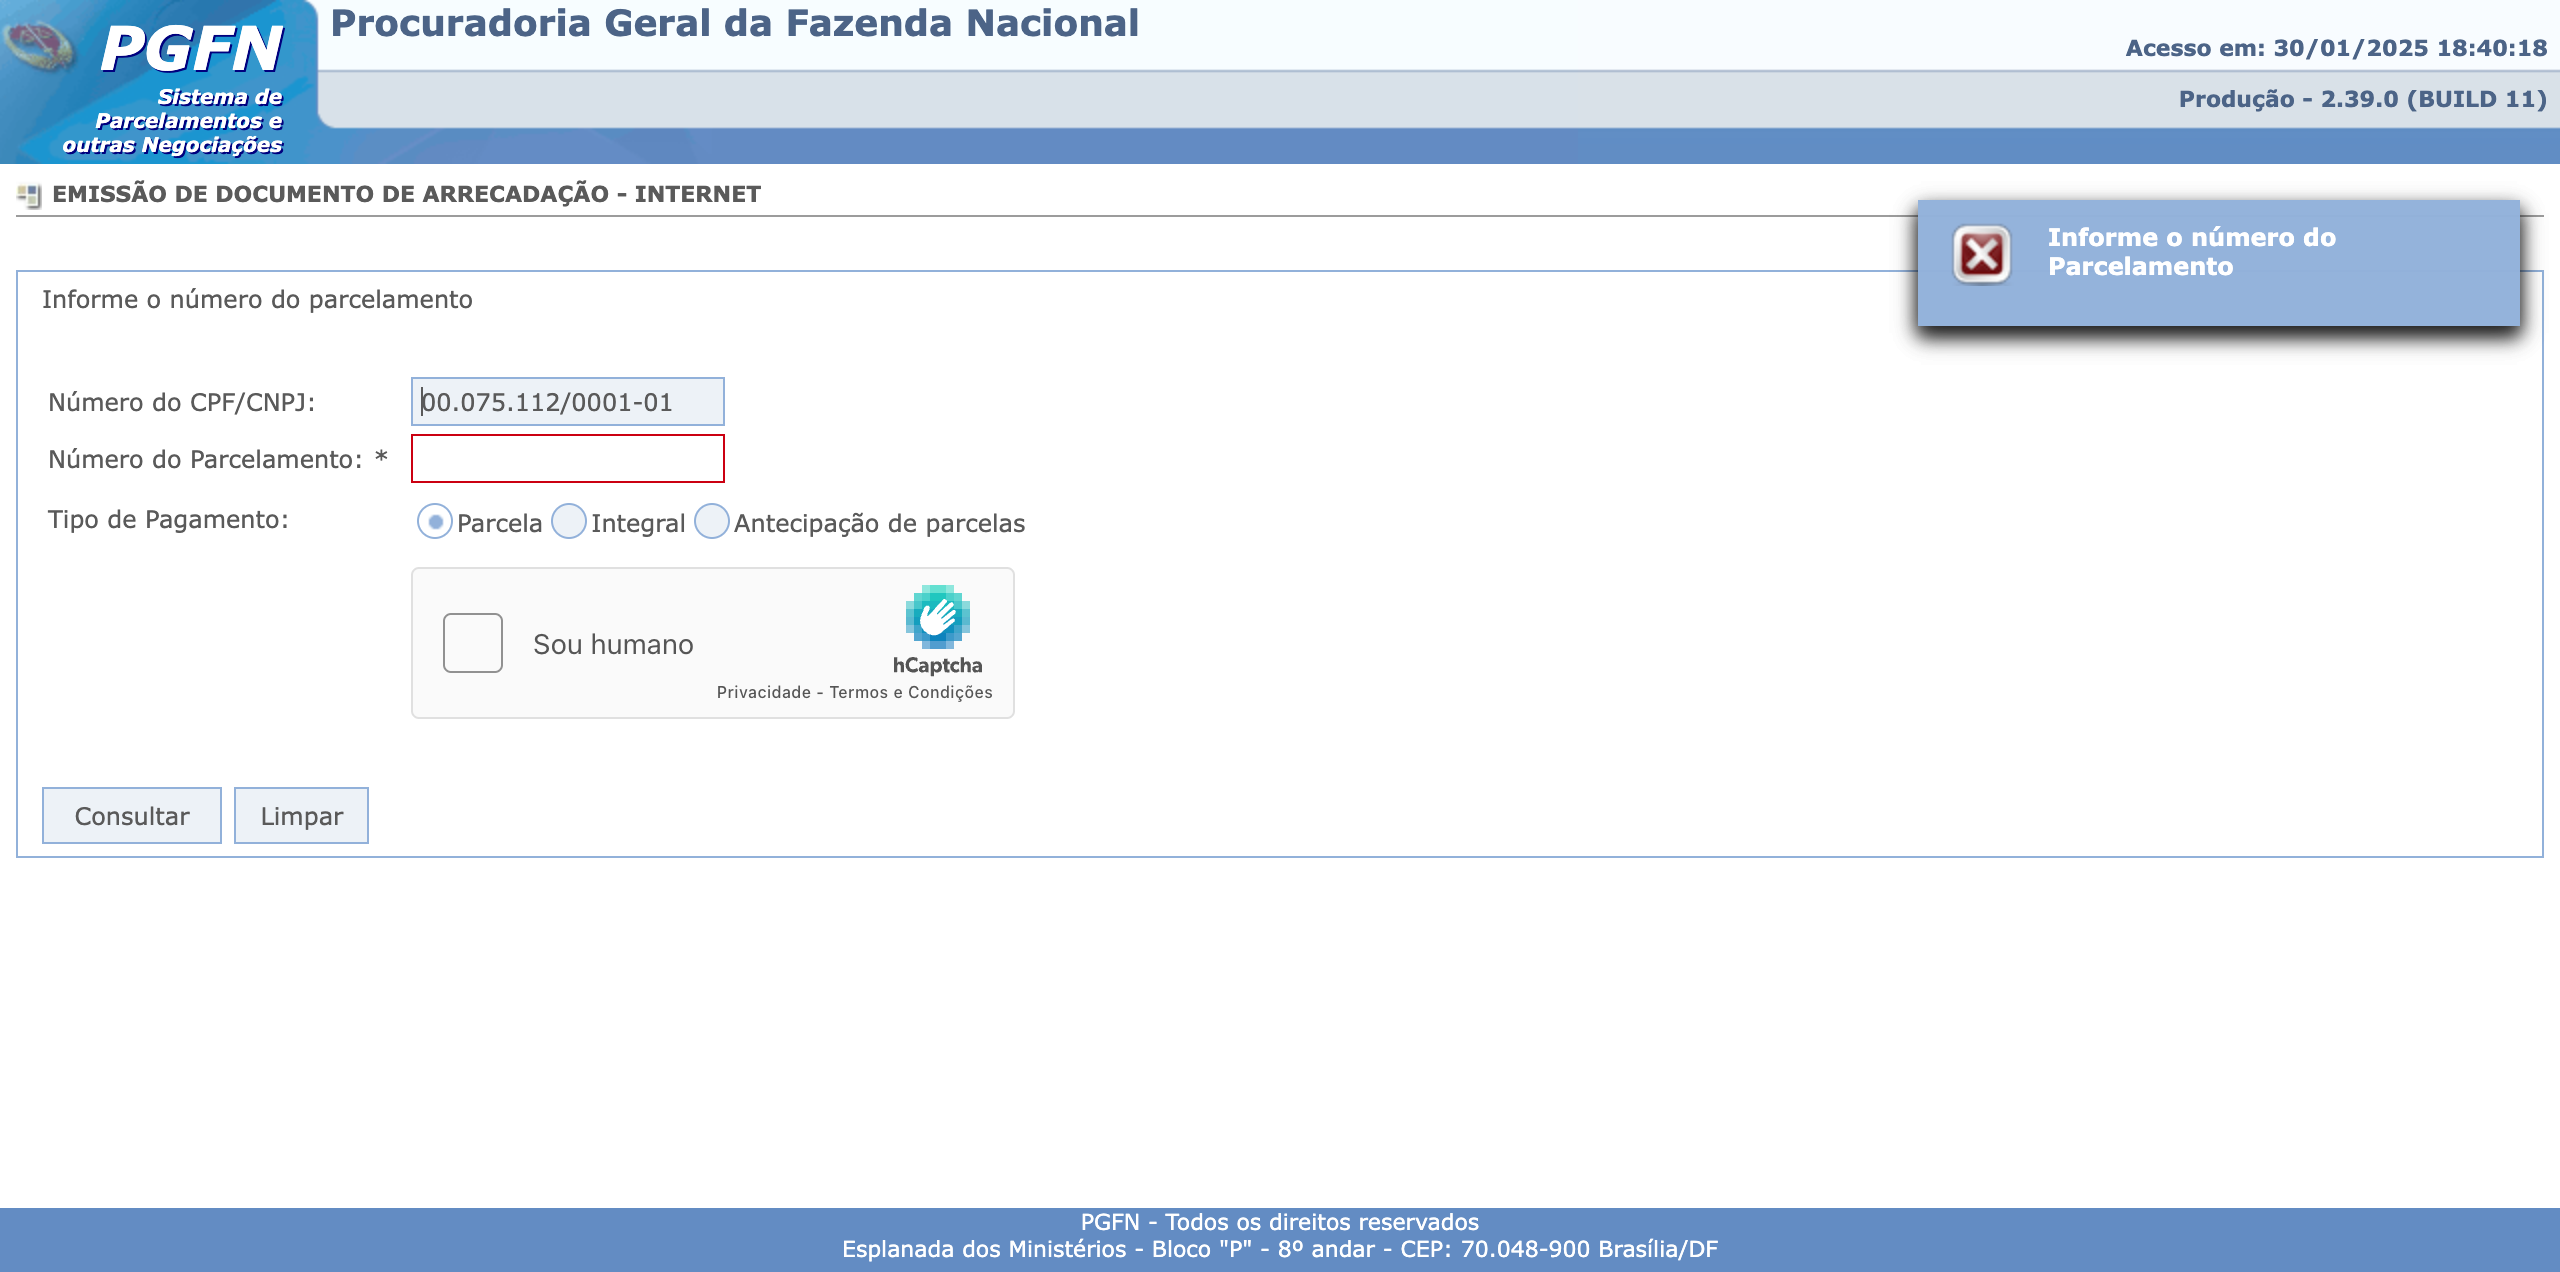 PGFN
Sistema de
Parcelamentos e
outras Negociações
Procuradoria Geral da Fazenda Nacional
Acesso em: 30/01/2025 18:40:18
Produção - 2.39.0 (BUILD 11)
EMISSÃO DE DOCUMENTO DE ARRECADAÇÃO - INTERNET
Informe o número do
Parcelamento
Informe o número do parcelamento
Número do CPF/CNPJ: 00.075.112/0001-01
Número do Parcelamento: *
Tipo de Pagamento: Parcela Integral Antecipação de parcelas
Sou humano
hCaptcha
Privacidade - Termos e Condições
Consultar Limpar
PGFN - Todos os direitos reservados
Esplanada dos Ministérios - Bloco "P" - 8º andar - CEP: 70.048-900 Brasília/DF